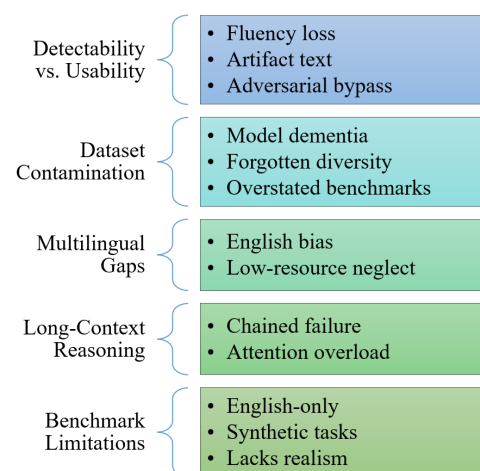 Detectability
vs. Usability
• Fluency loss
• Artifact text
• Adversarial bypass
Dataset
Contamination
• Model dementia
• Forgotten diversity
• Overstated benchmarks
Multilingual
Gaps
• English bias
• Low-resource neglect
Long-Context
Reasoning
• Chained failure
• Attention overload
Benchmark
Limitations
• English-only
• Synthetic tasks
• Lacks realism